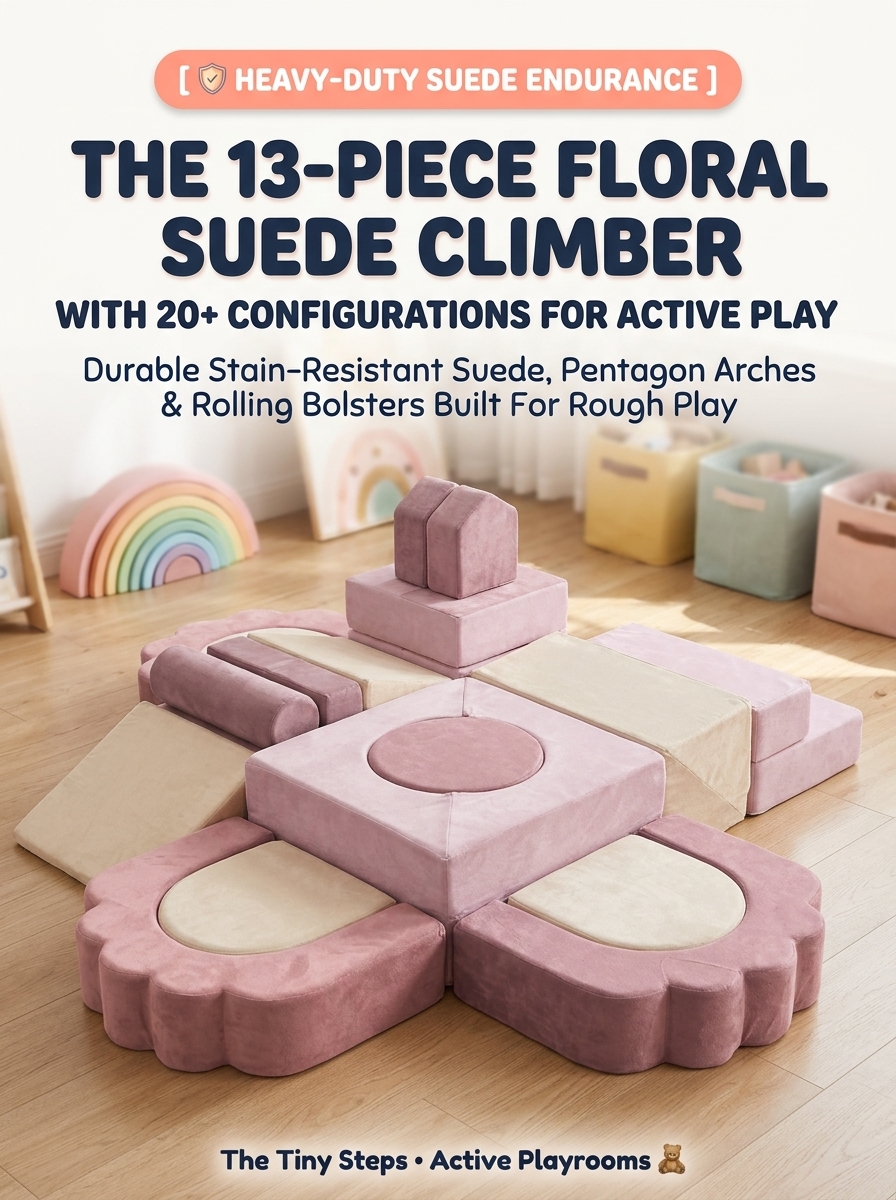 [ 🛡️ HEAVY-DUTY SUEDE ENDURANCE ]
THE 13-PIECE FLORAL
SUEDE CLIMBER
WITH 20+ CONFIGURATIONS FOR ACTIVE PLAY
Durable Stain-Resistant Suede, Pentagon Arches
& Rolling Bolsters Built For Rough Play
The Tiny Steps • Active Playrooms 🧸